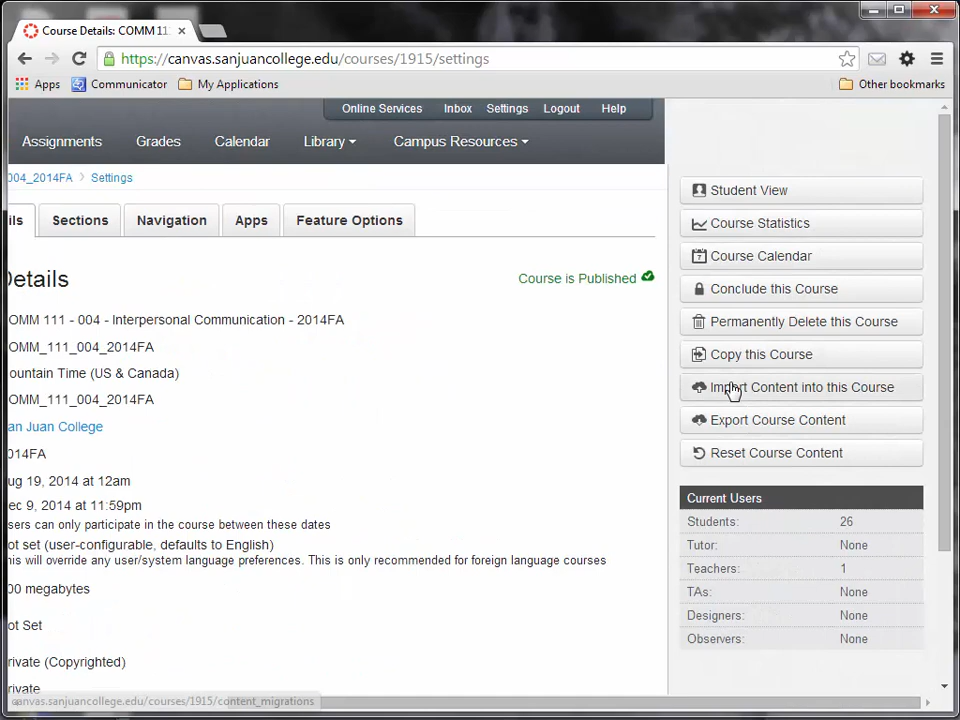 Course Details: COMM 11
https://canvas.sanjuancollege.edu/courses/1915/settings
Apps Communicator My Applications Other bookmarks
Online Services Inbox Settings Logout Help
Assignments Grades Calendar Library Campus Resources
004_2014FA Settings
ils Sections Navigation Apps Feature Options
Details
Course is Published
OMM 111 - 004 - Interpersonal Communication - 2014FA
OMM_111_004_2014FA
ountain Time (US & Canada)
OMM_111_004_2014FA
an Juan College
014FA
ug 19, 2014 at 12am
ec 9, 2014 at 11:59pm
sers can only participate in the course between these dates
ot set (user-configurable, defaults to English)
his will override any user/system language preferences. This is only recommended for foreign language courses
00 megabytes
ot Set
rivate (Copyrighted)
rivate
Student View
Course Statistics
7
Course Calendar
Conclude this Course
Permanently Delete this Course
Copy this Course
Import Content into this Course
Export Course Content
Reset Course Content
Current Users
Students: 26
Tutor: None
Teachers: 1
TAs: None
Designers: None
Observers: None
canvas.sanjuancollege.edu/courses/1915/content_migrations